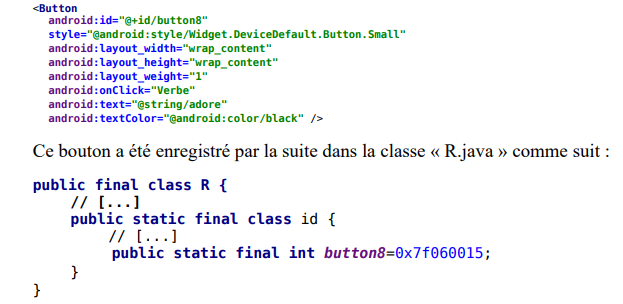 <Button
android:id="@+id/button8"
style="@android:style/Widget.DeviceDefault.Button.Small"
android:layout_width="wrap_content"
android:layout_height="wrap_content"
android:layout_weight="1"
android:onClick="Verbe"
android:text="@string/adore"
android:textColor="@android:color/black" />
Ce bouton a été enregistré par la suite dans la classe « R.java » comme suit :
public final class R {
// [...]
public static final class id {
// [...]
public static final int button8=0x7f060015;
}
}